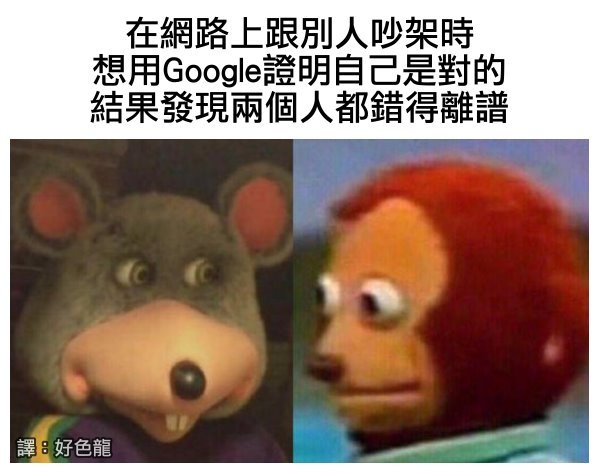 在網路上跟別人吵架時
想用Google證明自己是對的
結果發現兩個人都錯得離譜
譯：好色龍